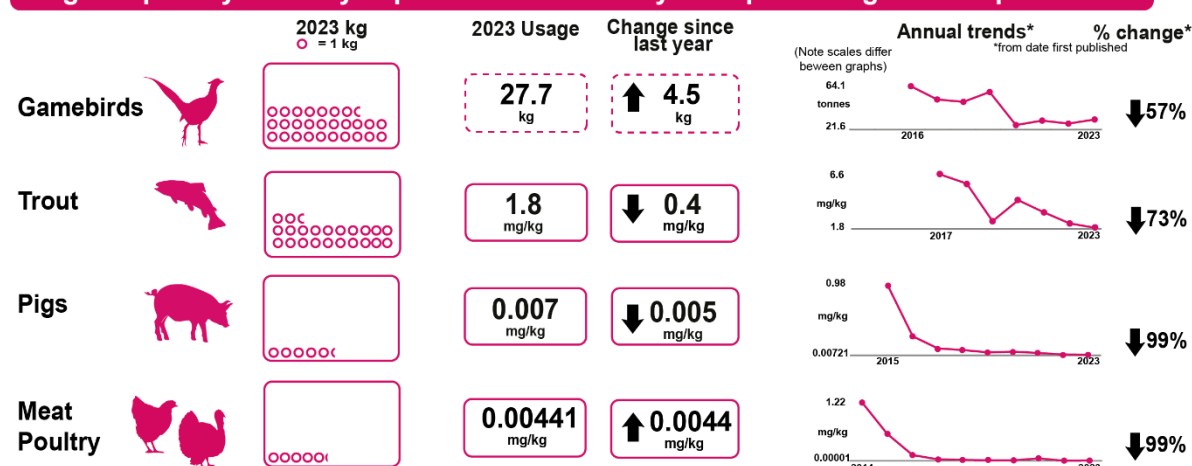 2023 kg
= 1 kg
2023 Usage
Change since
last year
Annual trends*
*from date first published
% change*
(Note scales differ
beween graphs)
Gamebirds
27.7
kg
4.5
kg
64.1
tonnes
21.6
2016
2023
57%
Trout
1.8
mg/kg
0.4
mg/kg
6.6
mg/kg
1.8
2017
2023
73%
Pigs
0.007
mg/kg
0.005
mg/kg
0.98
mg/kg
0.00721
2015
2023
99%
Meat
Poultry
0.00441
mg/kg
0.0044
mg/kg
1.22
mg/kg
0.00001
99%